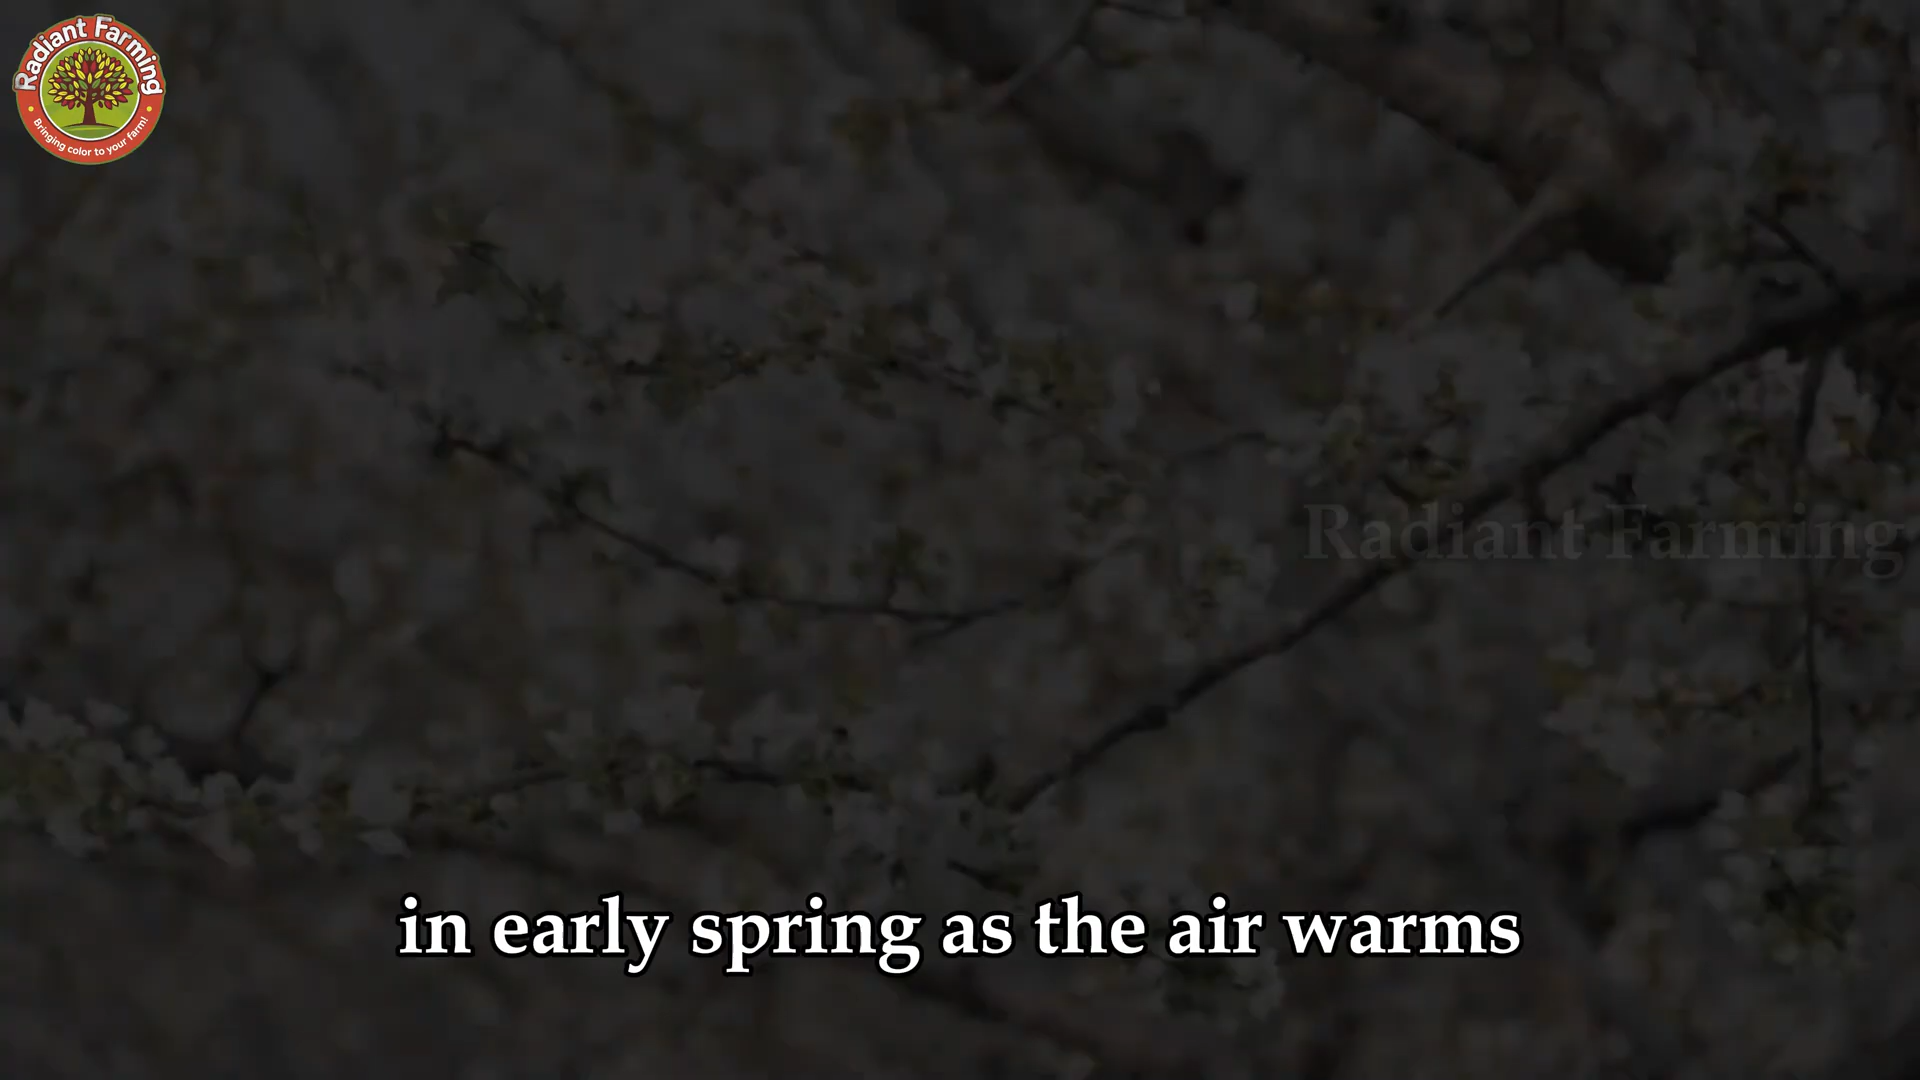 Radiant Farming
Bringing color to your farm!
Radiant Farming
in early spring as the air warms